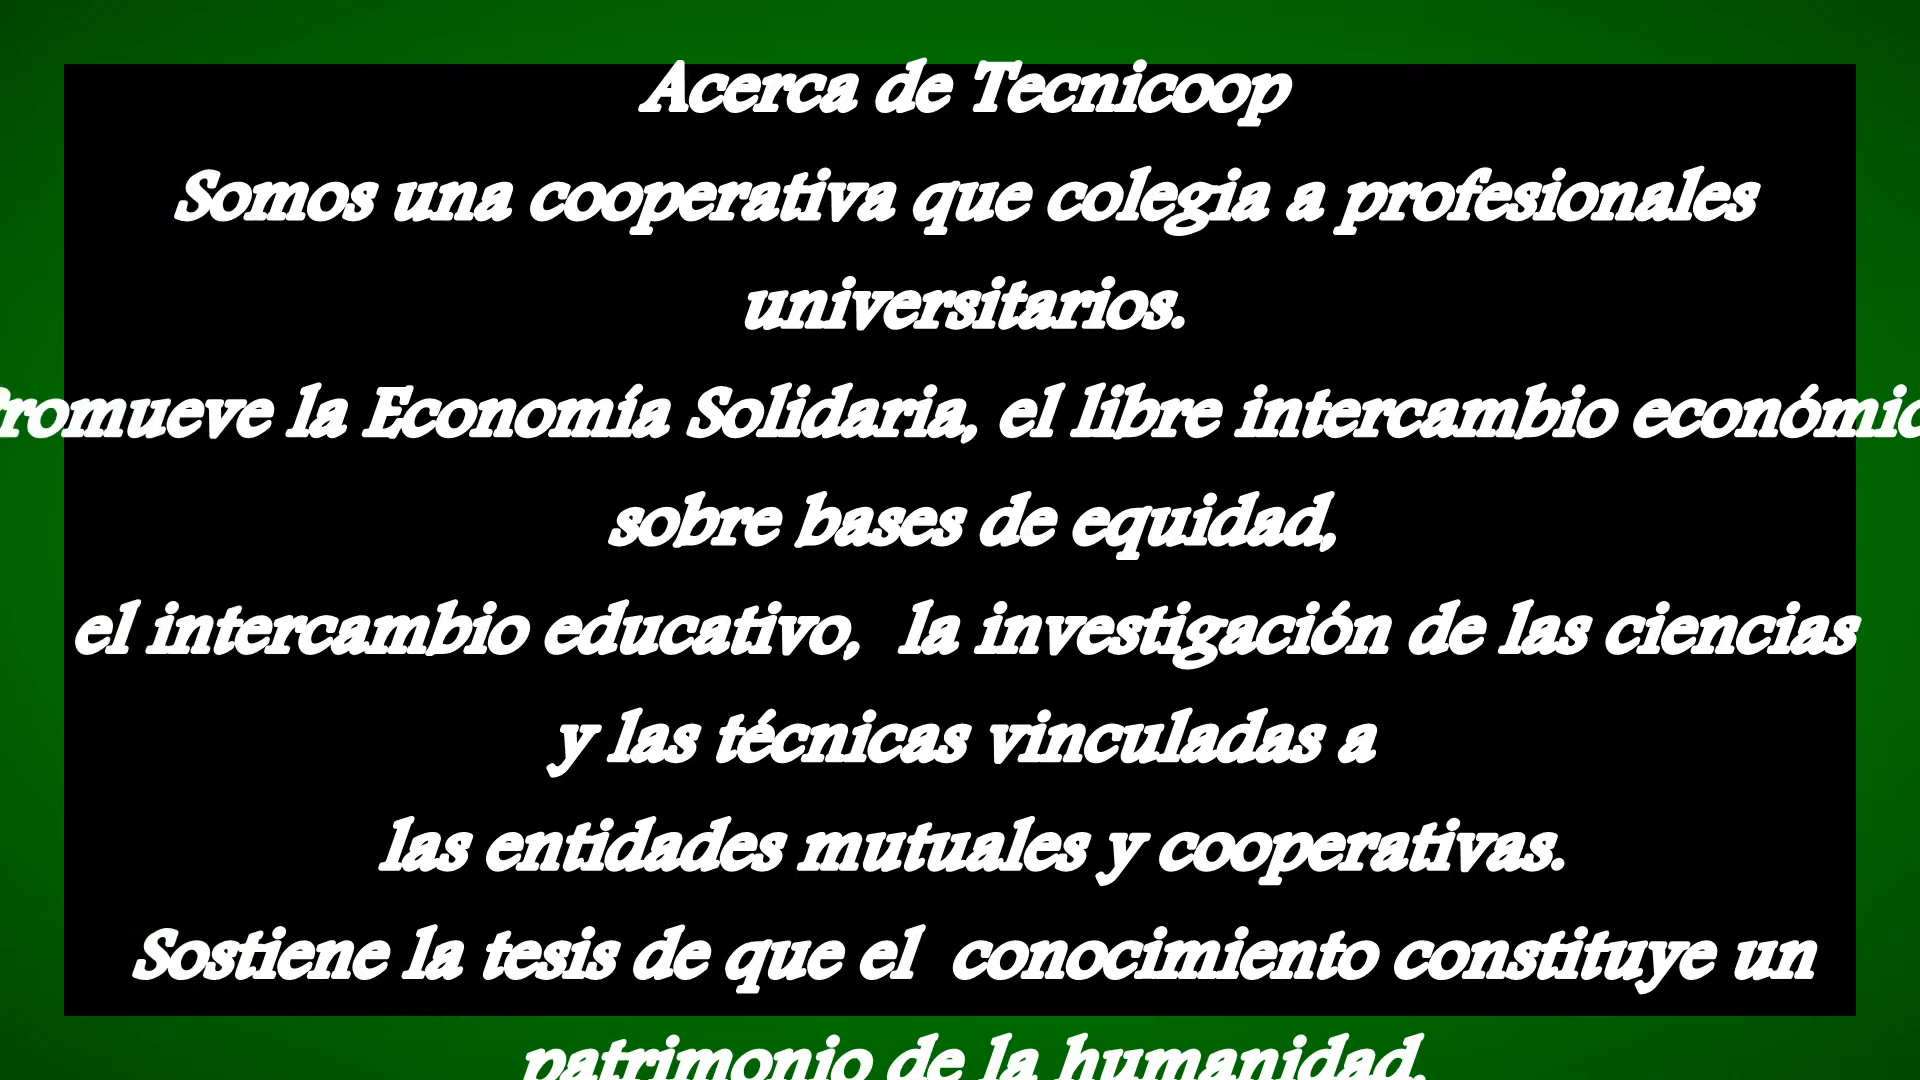 Acerca de Tecnicoop
Somos una cooperativa que colegia a profesionales
universitarios.
Promueve la Economía Solidaria, el libre intercambio económic
sobre bases de equidad,
el intercambio educativo,  la investigación de las ciencias
y las técnicas vinculadas a
las entidades mutuales y cooperativas.
Sostiene la tesis de que el  conocimiento constituye un
patrimonio de la humanidad.